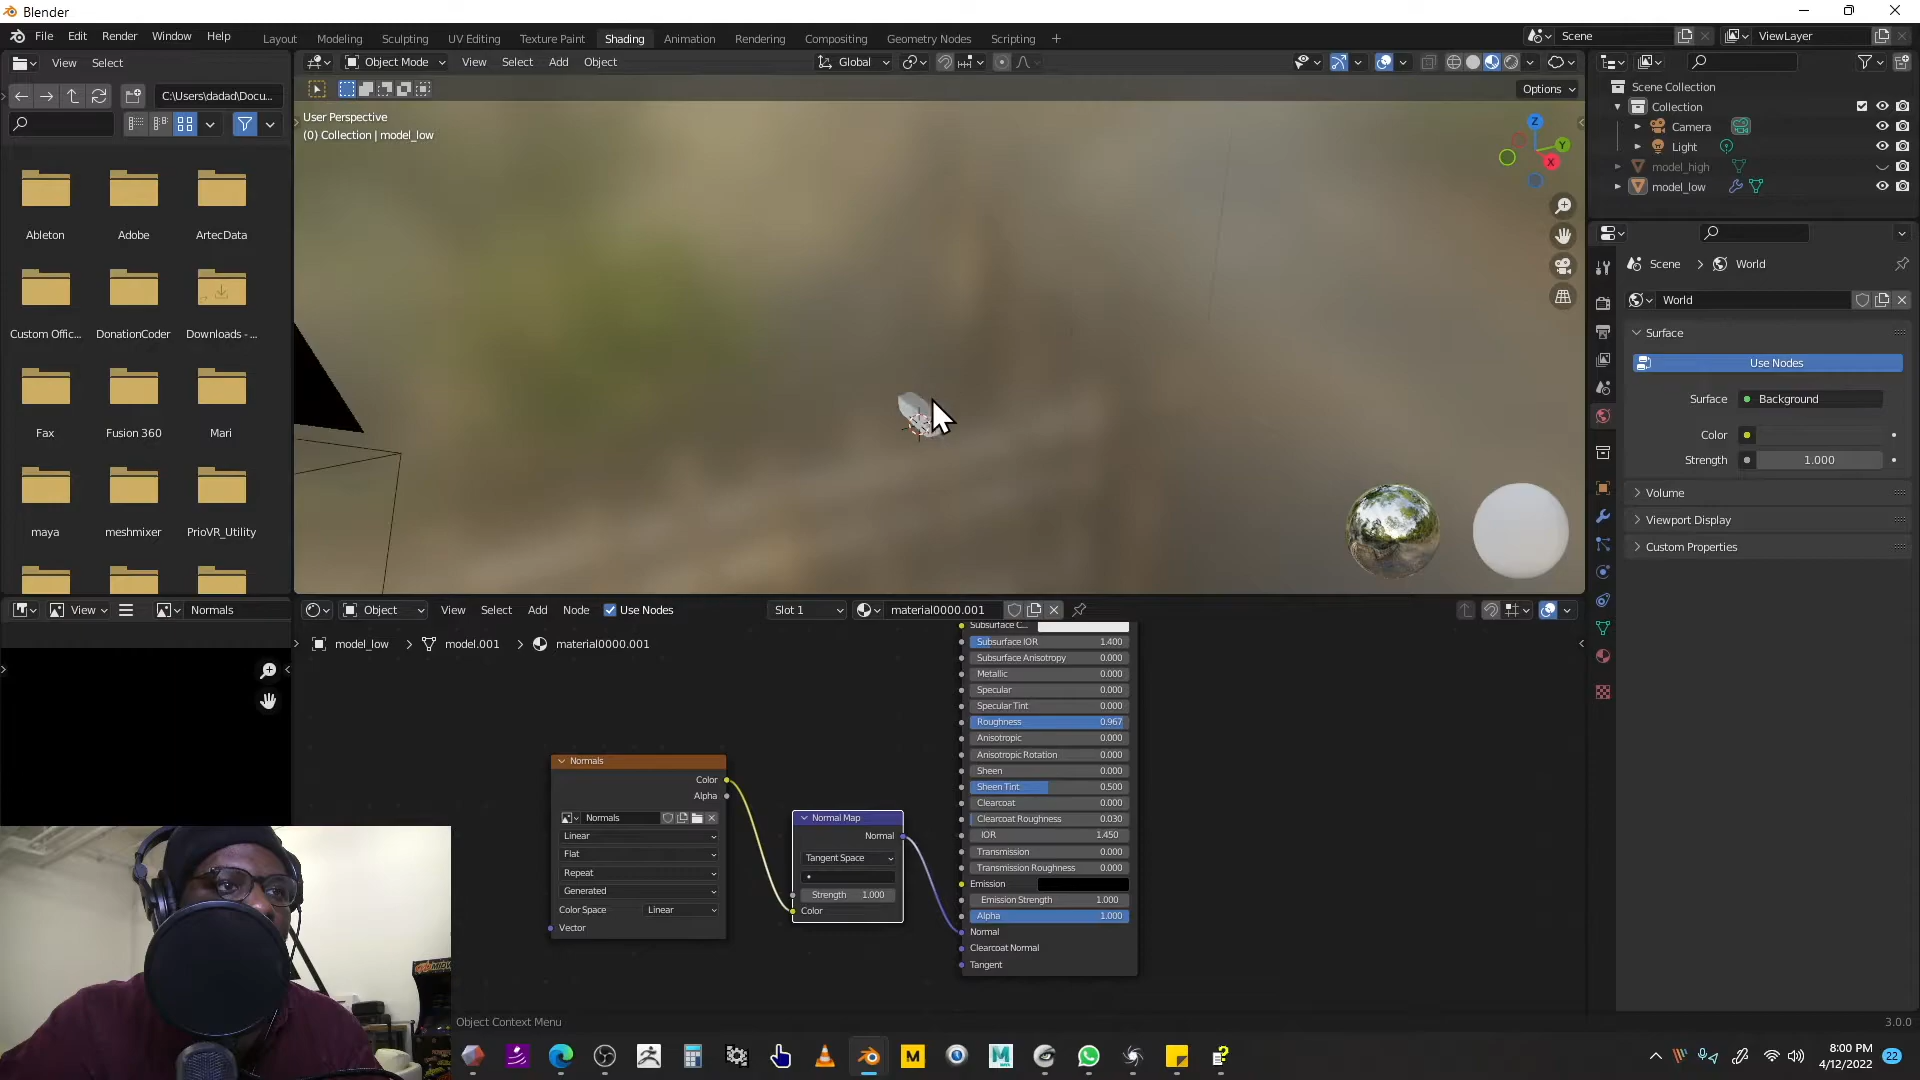 Blender
File Edit Render Window Help
Layout Modeling Sculpting UV Editing Texture Paint Shading Animation Rendering Compositing Geometry Nodes Scripting +
Scene
ViewLayer
View Select
Object Mode View Select Add Object
Global
C:\Users\dadad\Docu...
Options
User Perspective
(0) Collection | model_low
Z
Y
X
Scene Collection
Collection
Camera
Light
model_high
model_low
Ableton Adobe ArtecData
Custom Offic... DonationCoder Downloads - ...
Fax Fusion 360 Mari
maya meshmixer PrioVR_Utility
Scene > World
World
Surface
Use Nodes
Surface Background
Color
Strength 1.000
Volume
Viewport Display
Custom Properties
View Normals
Object View Select Add Node Use Nodes Slot 1 material0000.001
model_low > model.001 > material0000.001
Subsurface C...
Subsurface IOR 1.400
Subsurface Anisotropy 0.000
Metallic 0.000
Specular 0.000
Specular Tint 0.000
Roughness 0.967
Anisotropic 0.000
Anisotropic Rotation 0.000
Sheen 0.000
Sheen Tint 0.500
Clearcoat 0.000
Clearcoat Roughness 0.030
IOR 1.450
Transmission 0.000
Transmission Roughness 0.000
Emission
Emission Strength 1.000
Alpha 1.000
Normal
Clearcoat Normal
Tangent
Normals
Color
Alpha
Normals
Linear
Flat
Repeat
Generated
Color Space Linear
Vector
Normal Map
Normal
Tangent Space
Strength 1.000
Color
Object Context Menu
3.0.0
8:00 PM
4/12/2022
22